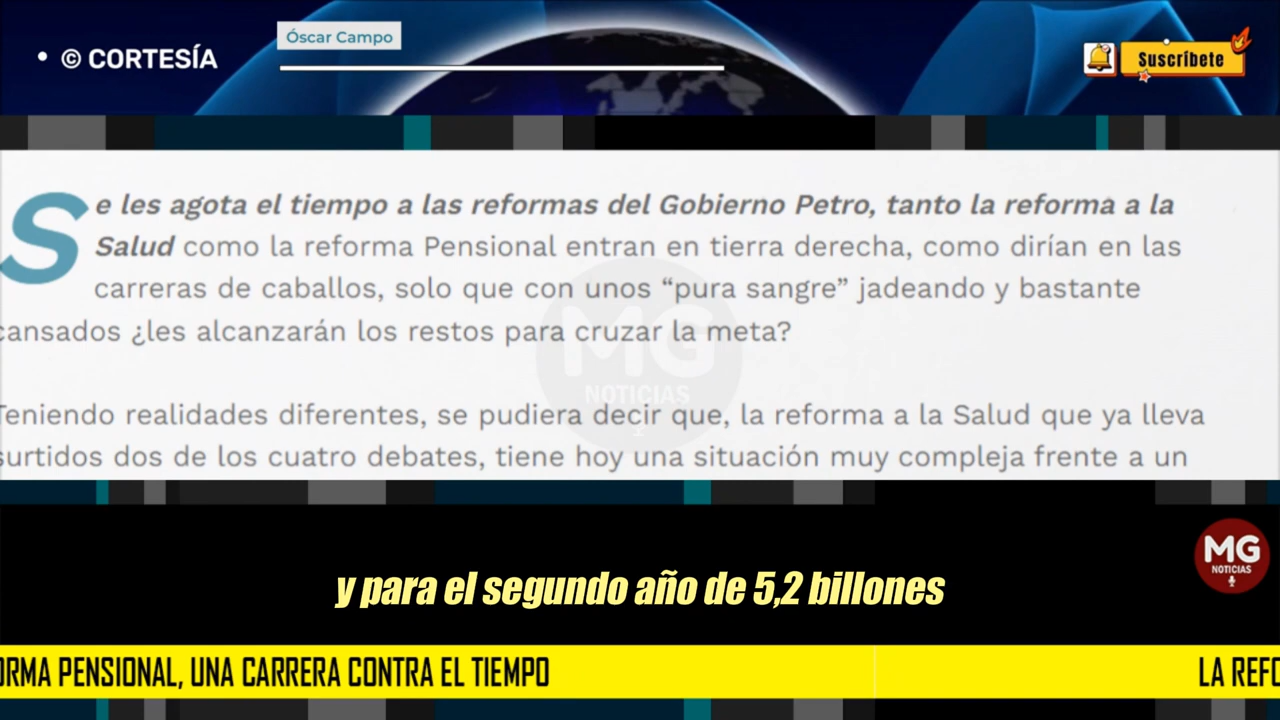 • © CORTESÍA
Óscar Campo
Suscríbete
Se les agota el tiempo a las reformas del Gobierno Petro, tanto la reforma a la
Salud como la reforma Pensional entran en tierra derecha, como dirían en las
carreras de caballos, solo que con unos “pura sangre” jadeando y bastante
cansados ¿les alcanzarán los restos para cruzar la meta?
MG
NOTICIAS
Teniendo realidades diferentes, se pudiera decir que, la reforma a la Salud que ya lleva
surtidos dos de los cuatro debates, tiene hoy una situación muy compleja frente a un
MG
NOTICIAS
y para el segundo año de 5,2 billones
ORMA PENSIONAL, UNA CARRERA CONTRA EL TIEMPO
LA REFO